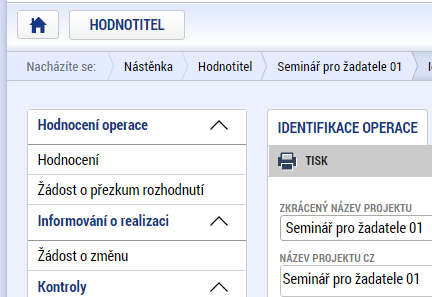 HODNOTITEL
Nacházíte se: Nástěnka Hodnotitel Seminář pro žadatele 01
Hodnocení operace
Hodnocení
Žádost o přezkum rozhodnutí
Informování o realizaci
Žádost o změnu
Kontroly
IDENTIFIKACE OPERACE
TISK
ZKRÁCENÝ NÁZEV PROJEKTU
Seminář pro žadatele 01
NÁZEV PROJEKTU CZ
Seminář pro žadatele 01